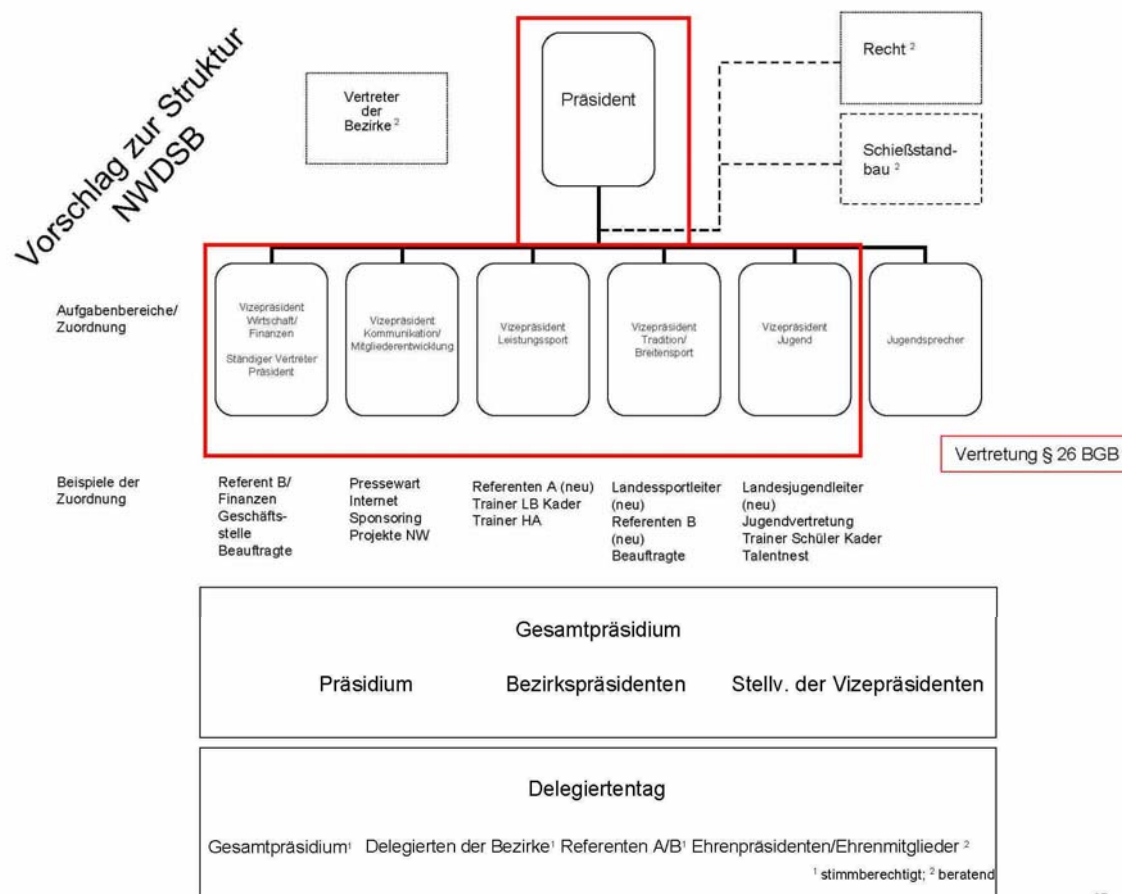 Vorschlag zur Struktur
NWDSB
Vertreter
der
Bezirke ²
Präsident
Recht ²
Schießstand-
bau ²
Aufgabenbereiche/
Zuordnung
Vizepräsident
Wirtschaft/
Finanzen
Ständiger Vertreter
Präsident
Vizepräsident
Kommunikation/
Mitgliederentwicklung
Vizepräsident
Leistungssport
Vizepräsident
Tradition/
Breitensport
Vizepräsident
Jugend
Jugendsprecher
Vertretung § 26 BGB
Beispiele der
Zuordnung
Referent B/
Finanzen
Geschäfts-
stelle
Beauftragte
Pressewart
Internet
Sponsoring
Projekte NW
Referenten A (neu)
Trainer LB Kader
Trainer HA
Landessportleiter
(neu)
Referenten B
(neu)
Beauftragte
Landesjugendleiter
(neu)
Jugendvertretung
Trainer Schüler Kader
Talentnest
Gesamtpräsidium
Präsidium Bezirkspräsidenten Stellv. der Vizepräsidenten
Delegiertentag
Gesamtpräsidium¹ Delegierten der Bezirke¹ Referenten A/B¹ Ehrenpräsidenten/Ehrenmitglieder ²
¹ stimmberechtigt; ² beratend